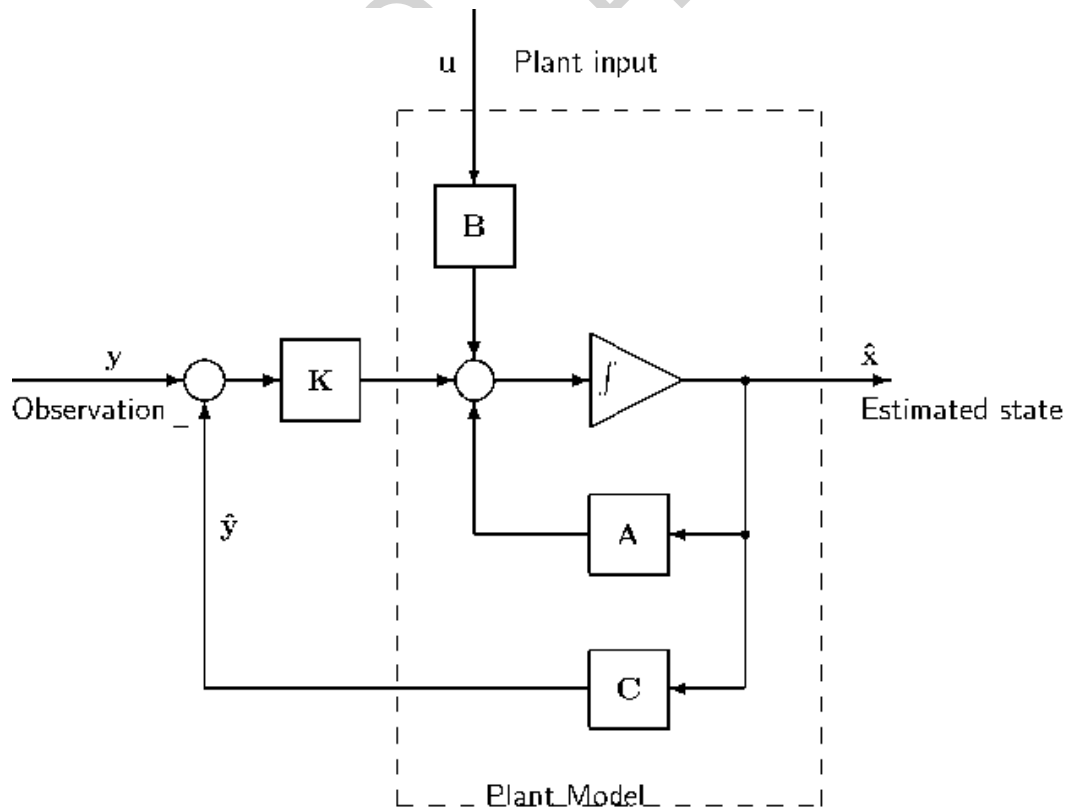 u Plant input
B
y
K
∫
x̂
Observation
Estimated state
ŷ
A
C
Plant Model